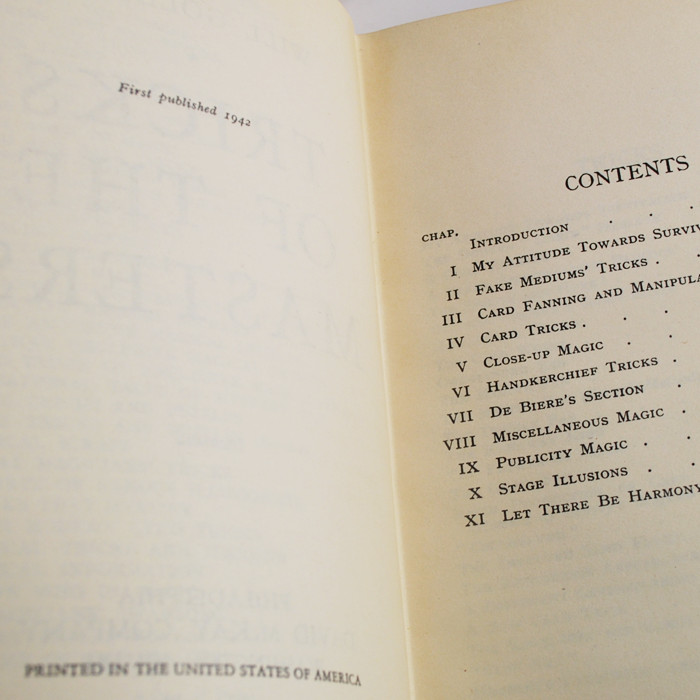 First published 1942
PRINTED IN THE UNITED STATES OF AMERICA
CONTENTS
CHAP.
INTRODUCTION . . .
I MY ATTITUDE TOWARDS SURVIV
II FAKE MEDIUMS' TRICKS . .
III CARD FANNING AND MANIPULA
IV CARD TRICKS . . .
V CLOSE-UP MAGIC . .
VI HANDKERCHIEF TRICKS .
VII DE BIERE'S SECTION .
VIII MISCELLANEOUS MAGIC .
IX PUBLICITY MAGIC . .
X STAGE ILLUSIONS . .
XI LET THERE BE HARMONY